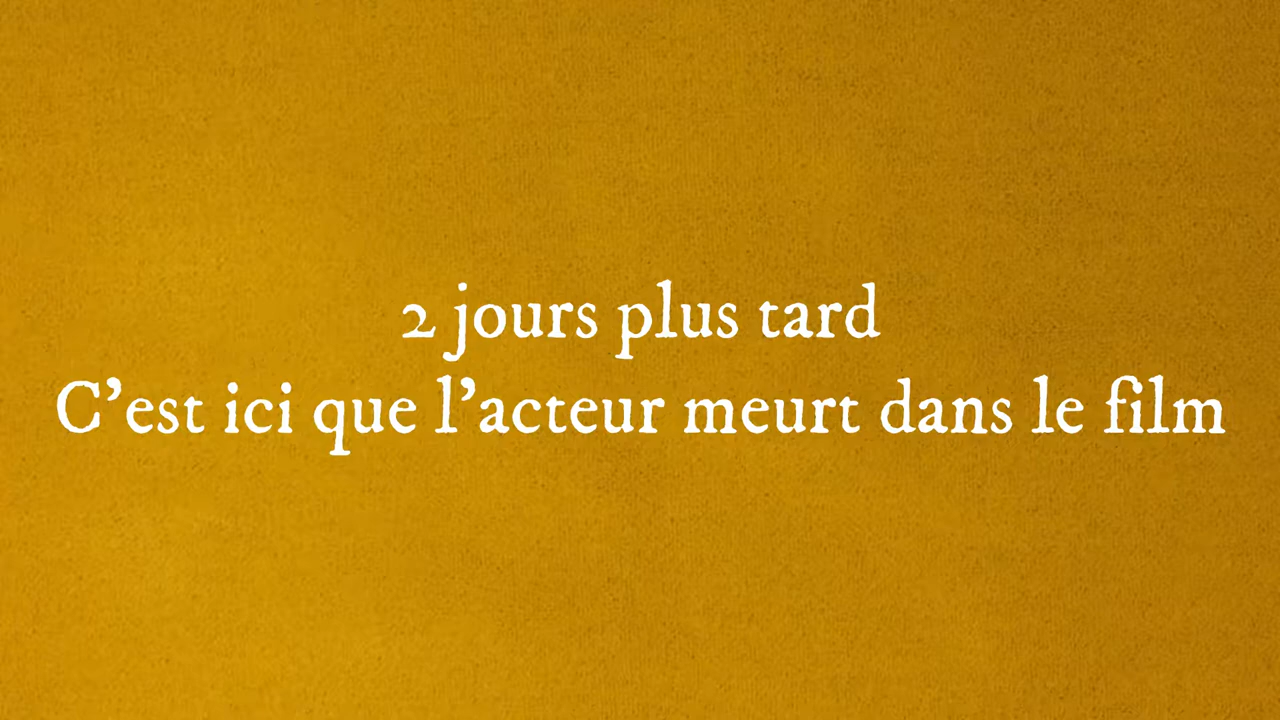 2 jours plus tard
C’est ici que l’acteur meurt dans le film